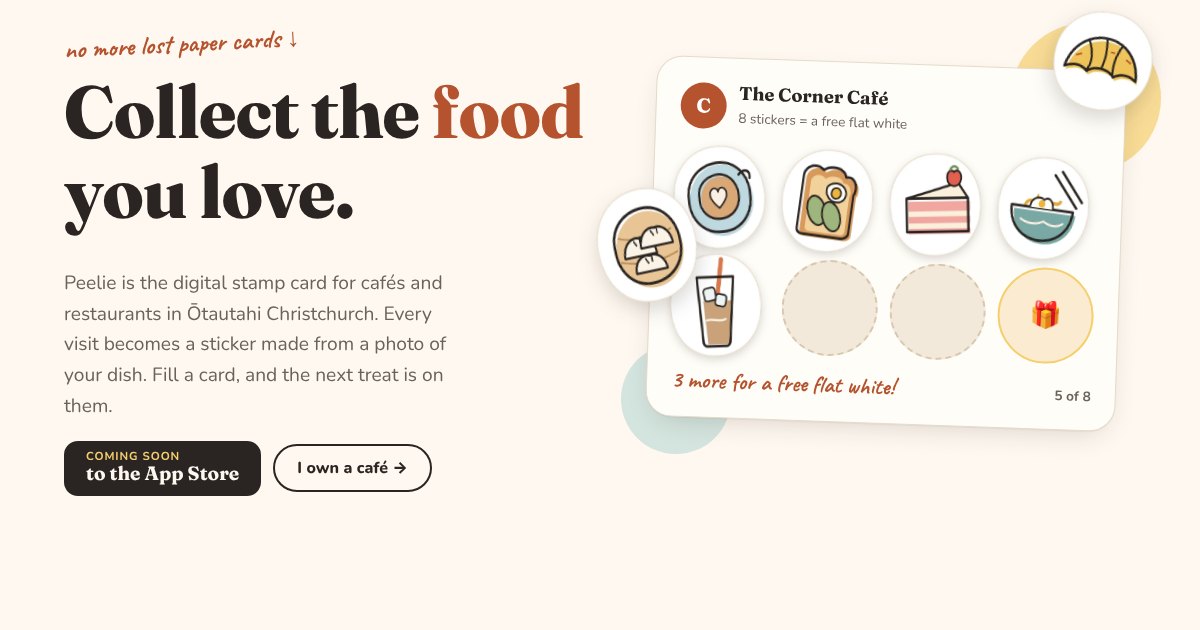 no more lost paper cards ↓
Collect the food
you love.
Peelie is the digital stamp card for cafés and
restaurants in Ōtautahi Christchurch. Every
visit becomes a sticker made from a photo of
your dish. Fill a card, and the next treat is on
them.
COMING SOON
to the App Store
I own a café →
C
The Corner Café
8 stickers = a free flat white
3 more for a free flat white!
5 of 8